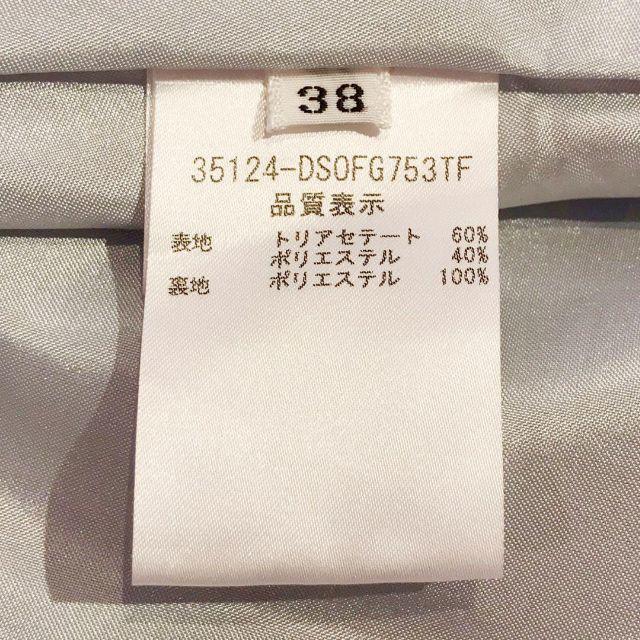 38
35124-DSOFG753TF
品質表示
表地 トリアセテート 60%
ポリエステル 40%
裏地 ポリエステル 100%